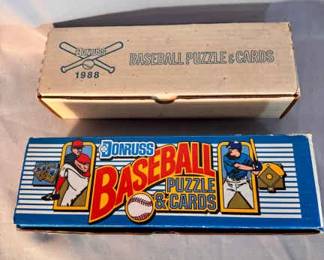 DONRUSS
1988
BASEBALL PUZZLE & CARDS
DONRUSS
BASEBALL
PUZZLE
& CARDS